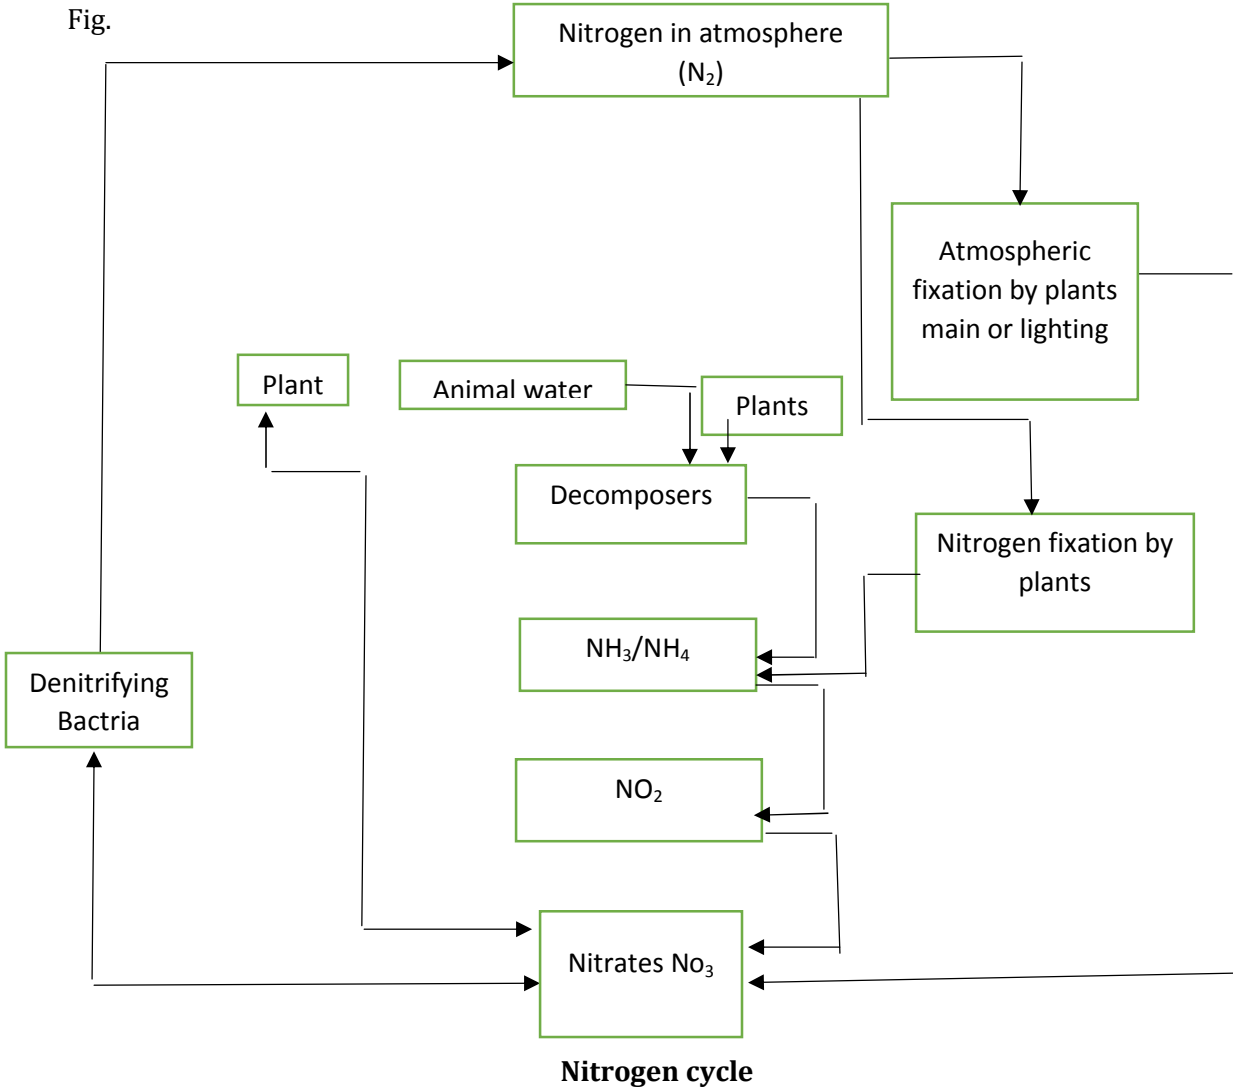 Fig.
Nitrogen in atmosphere
(N₂)
Atmospheric
fixation by plants
main or lighting
Plant
Animal water
Plants
Decomposers
Nitrogen fixation by
plants
NH₃/NH₄
Denitrifying
Bactria
NO₂
Nitrates No₃
Nitrogen cycle